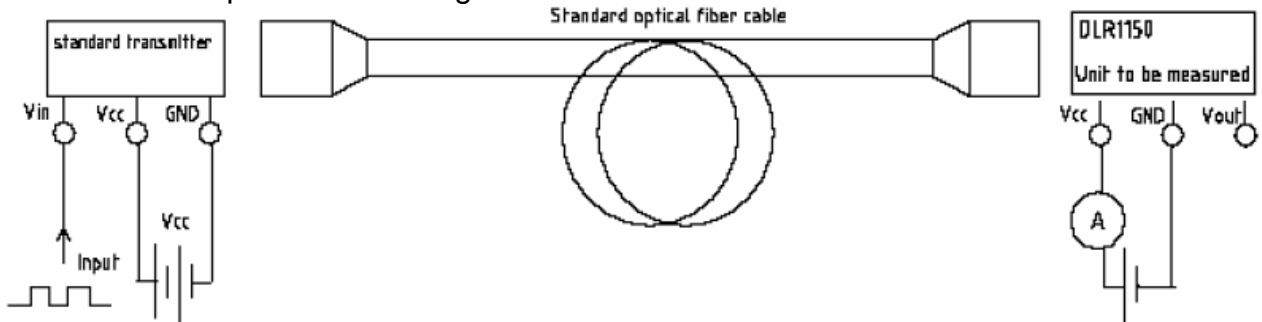 Standard optical fiber cable
standard transmitter
DLR1150
Unit to be measured
Vin
Vcc
GND
Vcc
GND
Vout
Vcc
A
Input